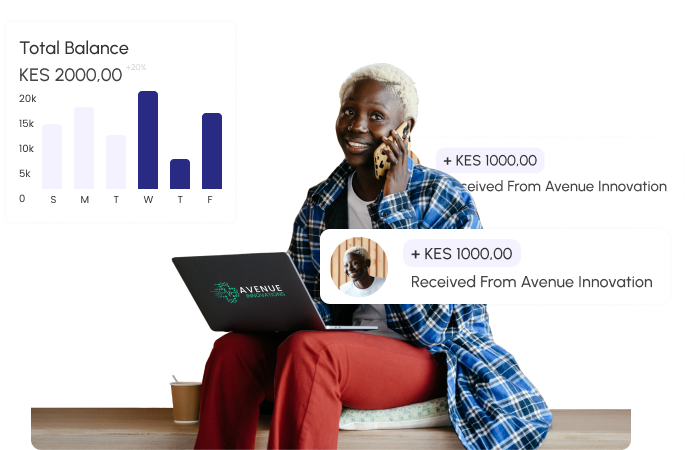 Total Balance
KES 2000,00 +20%
20k
15k
10k
5k
0
S M T W T F
+ KES 1000,00
ceived From Avenue Innovation
+ KES 1000,00
Received From Avenue Innovation
AVENUE
INNOVATIONS